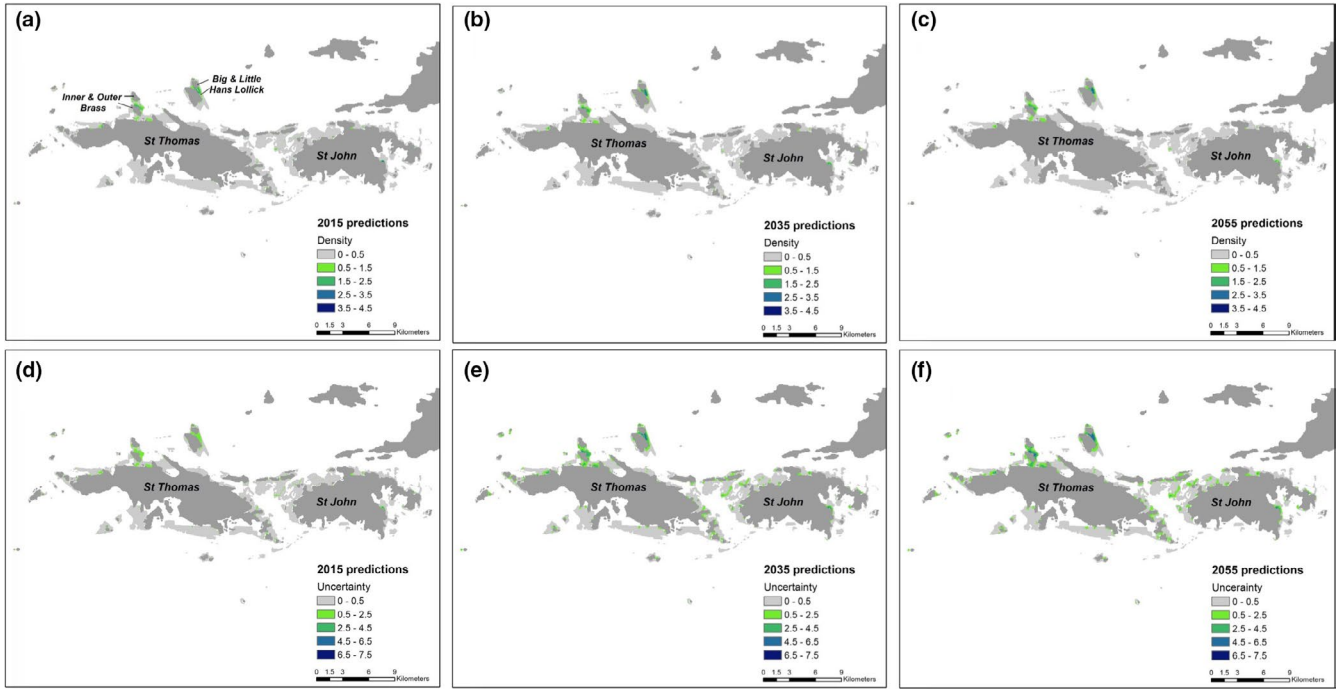 (a)
Big & Little
Hans Lollick
Inner & Outer
Brass
St Thomas
St John
2015 predictions
Density
0 - 0.5
0.5 - 1.5
1.5 - 2.5
2.5 - 3.5
3.5 - 4.5
0 1.5 3 6 9
Kilometers
(b)
St Thomas
St John
2035 predictions
Density
0 - 0.5
0.5 - 1.5
1.5 - 2.5
2.5 - 3.5
3.5 - 4.5
0 1.5 3 6 9
Kilometers
(c)
St Thomas
St John
2055 predictions
Density
0 - 0.5
0.5 - 1.5
1.5 - 2.5
2.5 - 3.5
3.5 - 4.5
0 1.5 3 6 9
Kilometers
(d)
St Thomas
St John
2015 predictions
Uncertainty
0 - 0.5
0.5 - 2.5
2.5 - 4.5
4.5 - 6.5
6.5 - 7.5
0 1.5 3 6 9
Kilometers
(e)
St Thomas
St John
2035 predictions
Uncertainty
0 - 0.5
0.5 - 2.5
2.5 - 4.5
4.5 - 6.5
6.5 - 7.5
0 1.5 3 6 9
Kilometers
(f)
St Thomas
St John
2055 predictions
Uncerainty
0 - 0.5
0.5 - 2.5
2.5 - 4.5
4.5 - 6.5
6.5 - 7.5
0 1.5 3 6 9
Kilometers